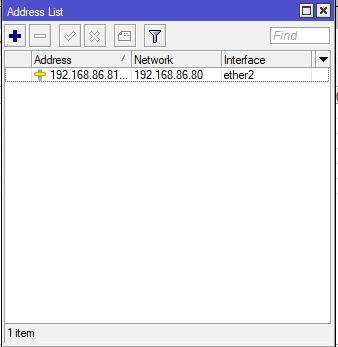 Address List
Find
Address Network Interface
192.168.86.81... 192.168.86.80 ether2
1 item